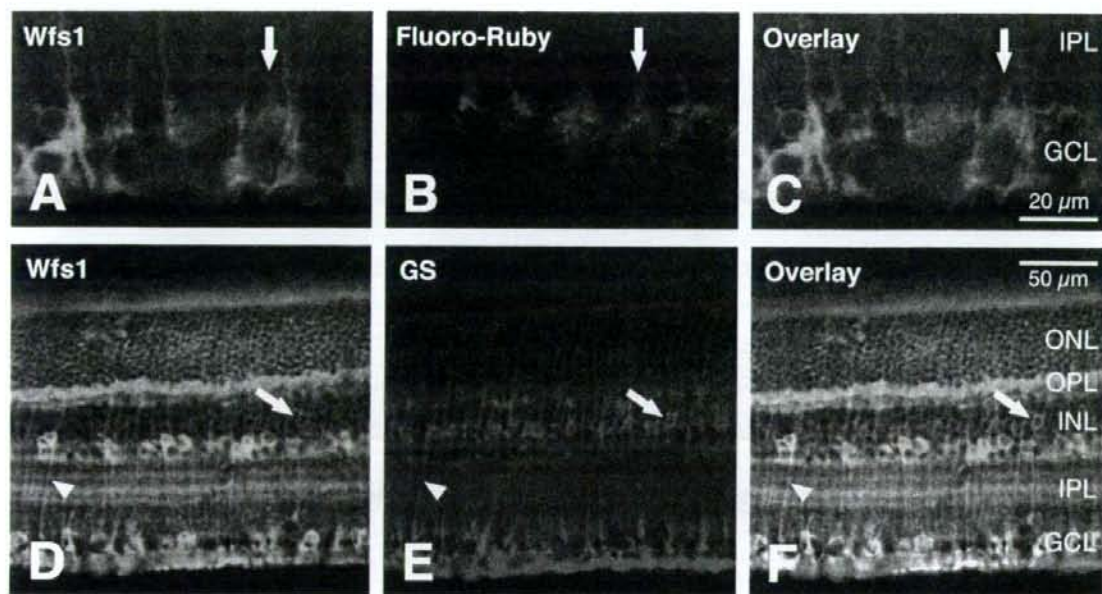 Wfs1
A
Fluoro-Ruby
B
Overlay
IPL
GCL
20 µm
C
Wfs1
D
GS
E
Overlay
50 µm
ONL
OPL
INL
IPL
GCL
F